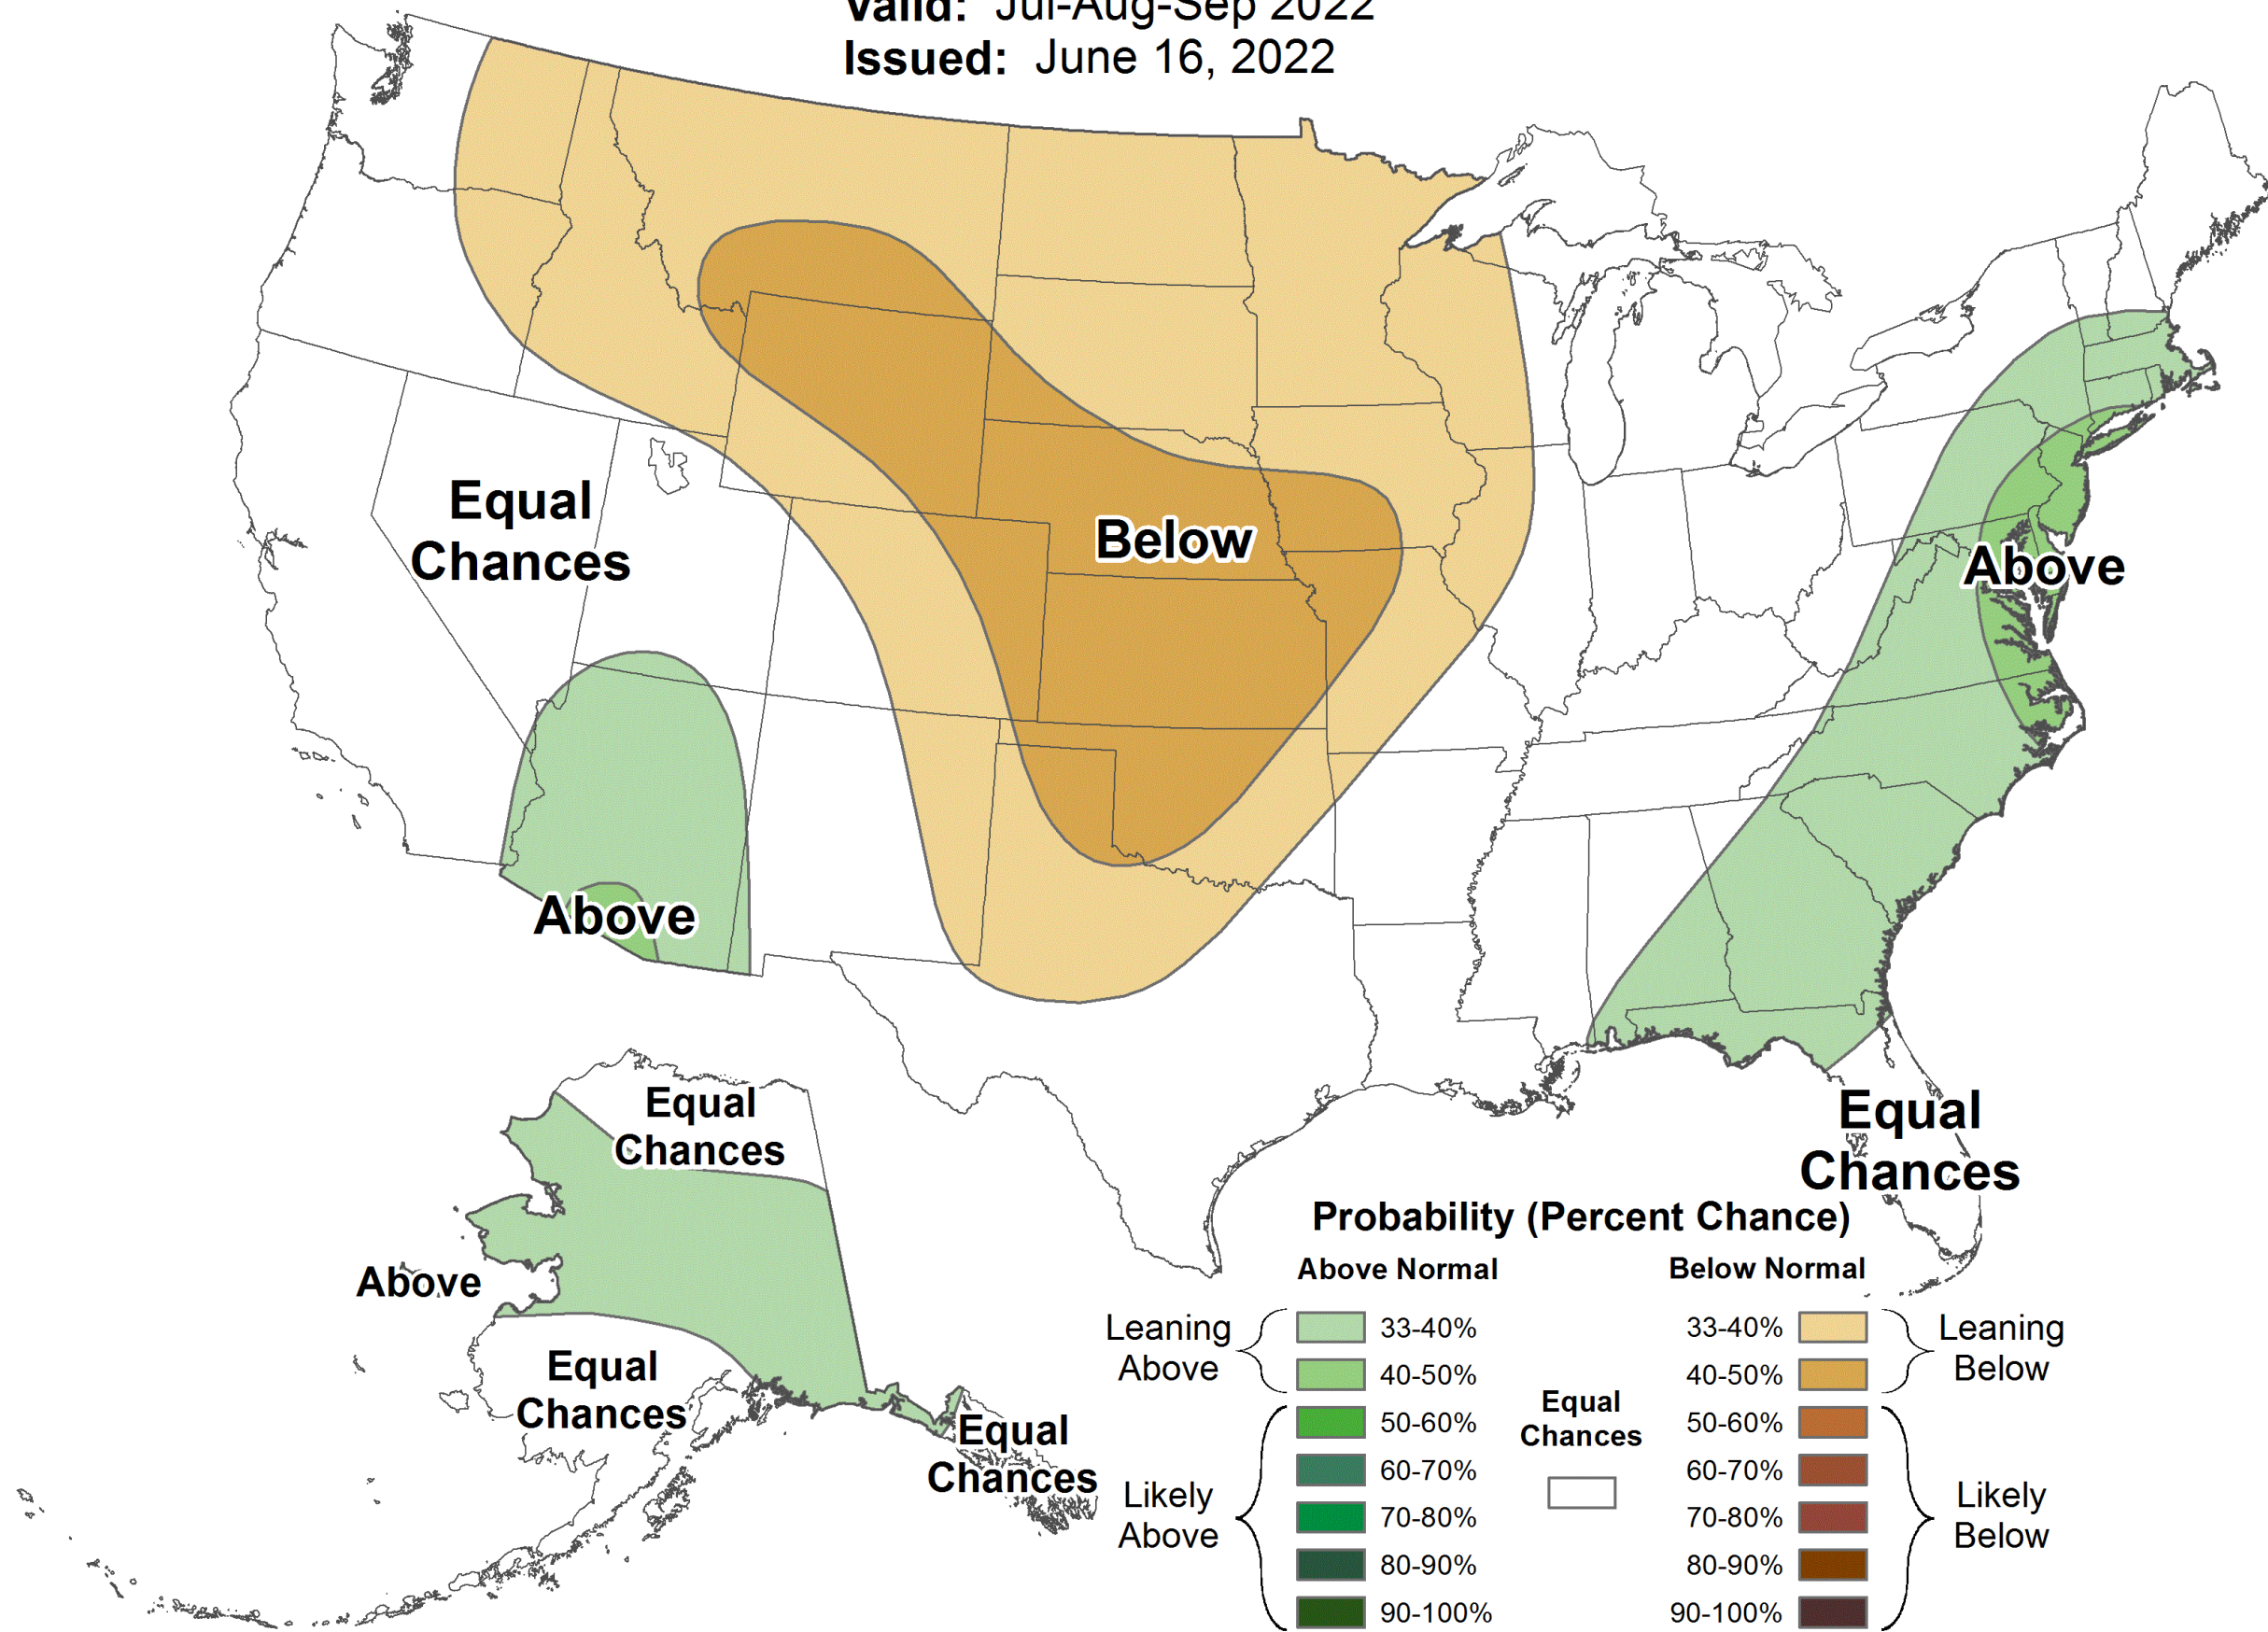 Valid: Jul-Aug-Sep 2022
Issued: June 16, 2022
Equal
Chances
Below
Above
Above
Equal
Chances
Above
Equal
Chances
Equal
Chances
Equal
Chances
Probability (Percent Chance)
Above Normal
Below Normal
Leaning
Above
33-40%
40-50%
Likely
Above
50-60%
60-70%
70-80%
80-90%
90-100%
Equal
Chances
33-40%
40-50%
Leaning
Below
50-60%
60-70%
70-80%
80-90%
90-100%
Likely
Below